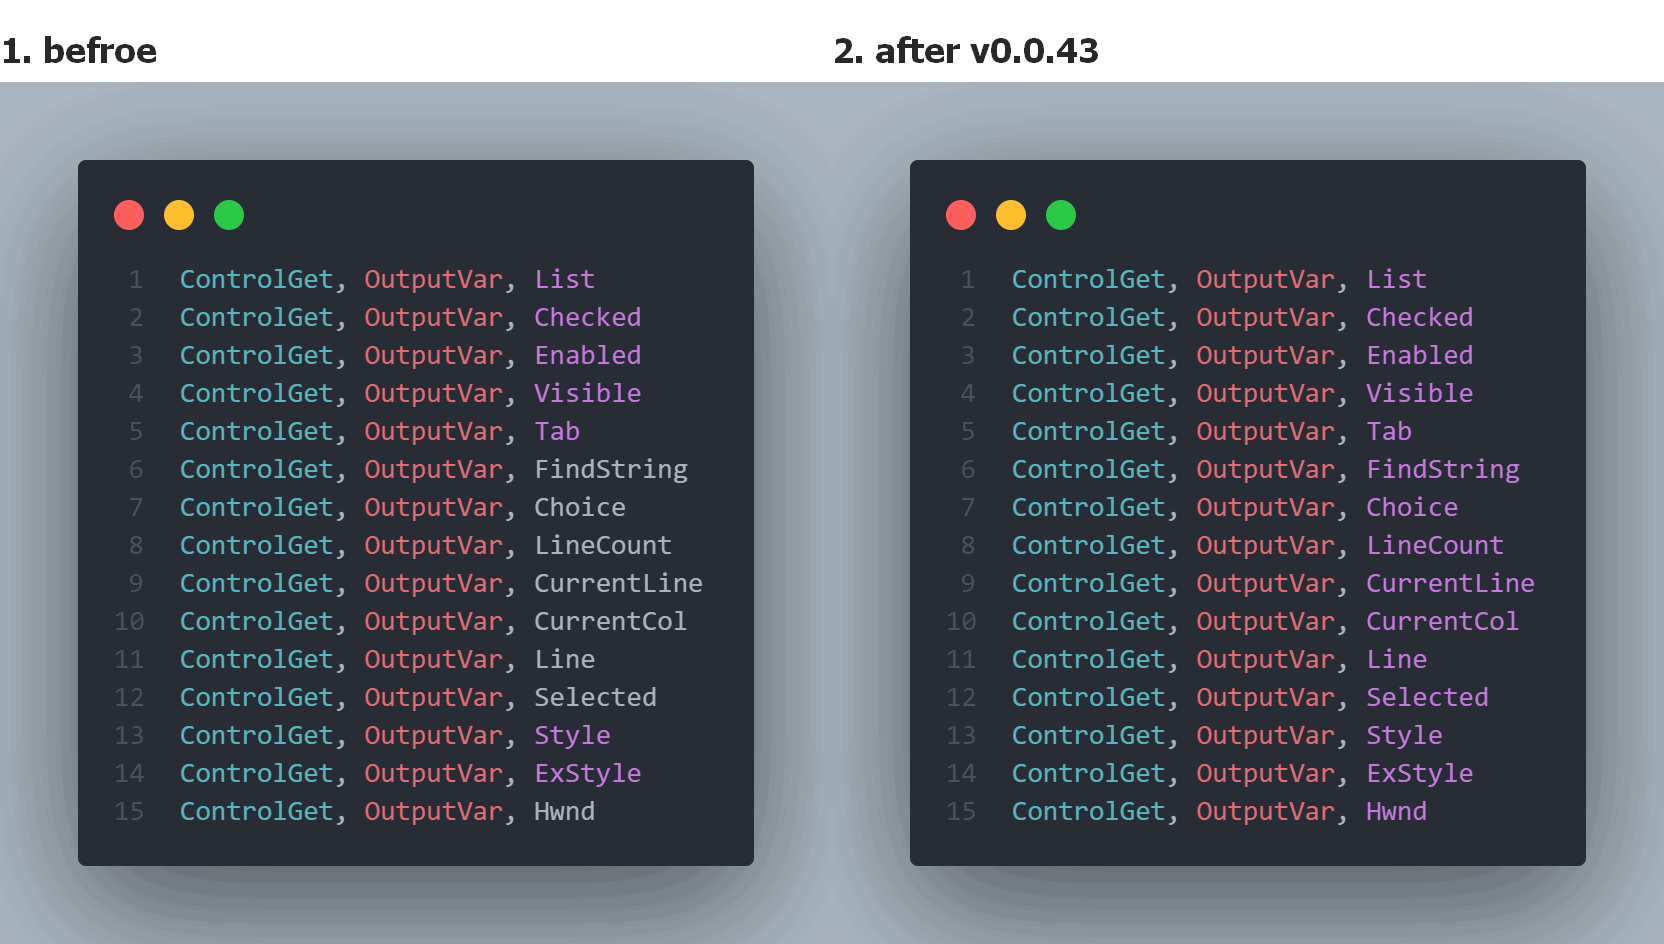 1. befroe
1 ControlGet, OutputVar, List
2 ControlGet, OutputVar, Checked
3 ControlGet, OutputVar, Enabled
4 ControlGet, OutputVar, Visible
5 ControlGet, OutputVar, Tab
6 ControlGet, OutputVar, FindString
7 ControlGet, OutputVar, Choice
8 ControlGet, OutputVar, LineCount
9 ControlGet, OutputVar, CurrentLine
10 ControlGet, OutputVar, CurrentCol
11 ControlGet, OutputVar, Line
12 ControlGet, OutputVar, Selected
13 ControlGet, OutputVar, Style
14 ControlGet, OutputVar, ExStyle
15 ControlGet, OutputVar, Hwnd
2. after v0.0.43
1 ControlGet, OutputVar, List
2 ControlGet, OutputVar, Checked
3 ControlGet, OutputVar, Enabled
4 ControlGet, OutputVar, Visible
5 ControlGet, OutputVar, Tab
6 ControlGet, OutputVar, FindString
7 ControlGet, OutputVar, Choice
8 ControlGet, OutputVar, LineCount
9 ControlGet, OutputVar, CurrentLine
10 ControlGet, OutputVar, CurrentCol
11 ControlGet, OutputVar, Line
12 ControlGet, OutputVar, Selected
13 ControlGet, OutputVar, Style
14 ControlGet, OutputVar, ExStyle
15 ControlGet, OutputVar, Hwnd